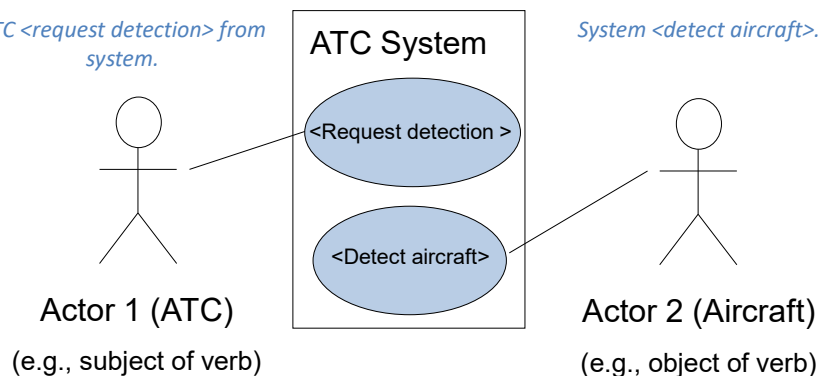 TC <request detection> from
system.
ATC System
System <detect aircraft>.
<Request detection >
<Detect aircraft>
Actor 1 (ATC)
(e.g., subject of verb)
Actor 2 (Aircraft)
(e.g., object of verb)